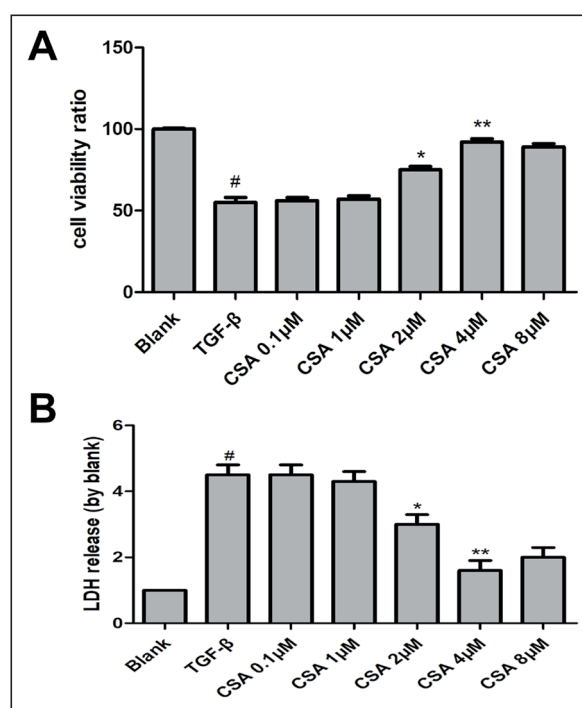 A
cell viability ratio
150
100
50
0
#
*
**
Blank
TGF-β
CSA 0.1μM
CSA 1μM
CSA 2μM
CSA 4μM
CSA 8μM
B
LDH release (by blank)
6
4
2
0
#
*
**
Blank
TGF-β
CSA 0.1μM
CSA 1μM
CSA 2μM
CSA 4μM
CSA 8μM